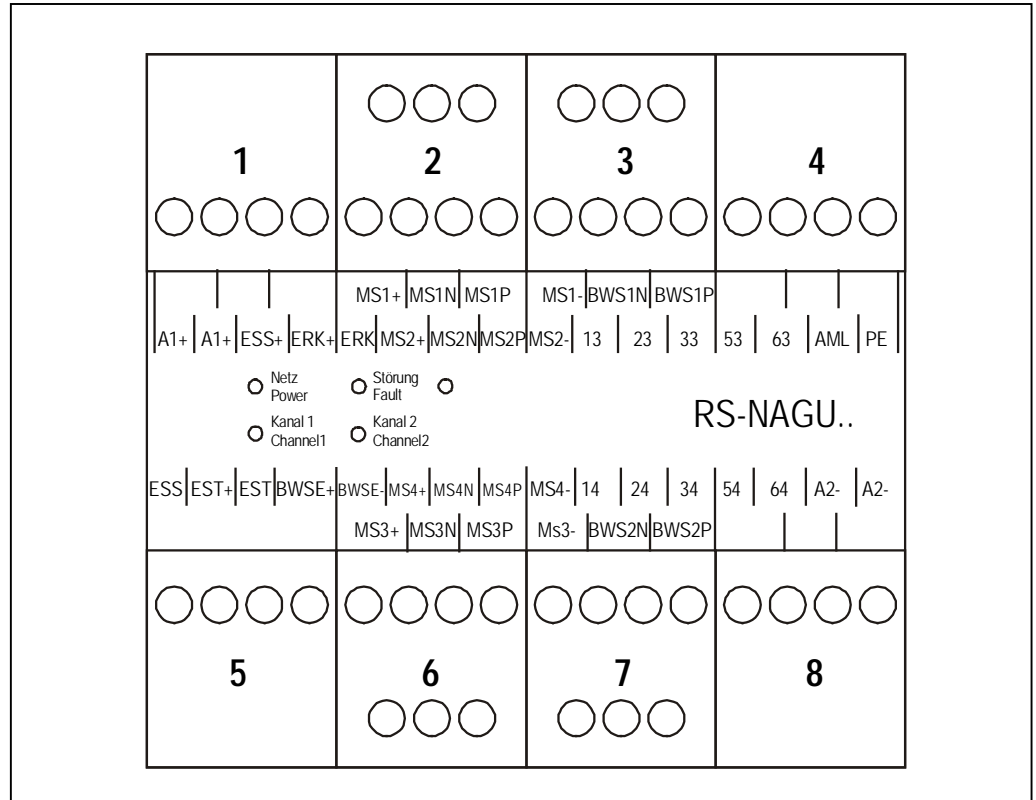 1 2 3 4
MS1+ MS1N MS1P MS1- BWS1N BWS1P
A1+ A1+ ESS+ ERK+ ERK MS2+ MS2N MS2P MS2- 13 23 33 53 63 AML PE
Netz Störung
Power Fault
RS-NAGU..
Kanal 1 Kanal 2
Channel1 Channel2
ESS EST+ EST BWSE+ BWSE- MS4+ MS4N MS4P MS4- 14 24 34 54 64 A2- A2-
MS3+ MS3N MS3P Ms3- BWS2N BWS2P
5 6 7 8